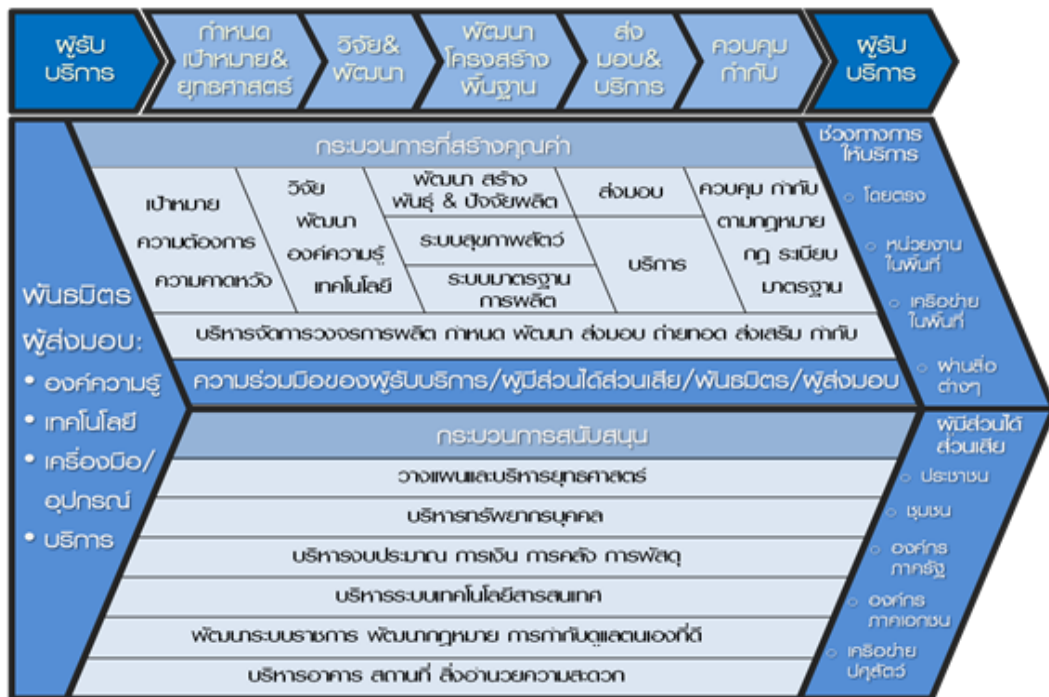 ผู้รับ
บริการ
กำหนด
เป้าหมาย&
ยุทธศาสตร์
วิจัย&
พัฒนา
พัฒนา
โครงสร้าง
พื้นฐาน
ส่ง
มอบ&
บริการ
ควบคุม
กำกับ
ผู้รับ
บริการ
กระบวนการที่สร้างคุณค่า
เป้าหมาย
ความต้องการ
ความคาดหวัง
วิจัย
พัฒนา
องค์ความรู้
เทคโนโลยี
พัฒนา สร้าง
พันธุ์ & ปัจจัยผลิต
ระบบสุขภาพสัตว์
ระบบมาตรฐาน
การผลิต
ส่งมอบ
บริการ
ควบคุม กำกับ
ตามกฎหมาย
กฎ ระเบียบ
มาตรฐาน
บริหารจัดการวงจรการผลิต กำหนด พัฒนา ส่งมอบ ถ่ายทอด ส่งเสริม กำกับ
ความร่วมมือของผู้รับบริการ/ผู้มีส่วนได้ส่วนเสีย/พันธมิตร/ผู้ส่งมอบ
พันธมิตร
ผู้ส่งมอบ:
• องค์ความรู้
• เทคโนโลยี
• เครื่องมือ/
อุปกรณ์
• บริการ
ช่วงทางการ
ให้บริการ
○ โดยตรง
○ หน่วยงาน
ในพื้นที่
○ เครือข่าย
ในพื้นที่
○ ผ่านสื่อ
ต่างๆ
กระบวนการสนับสนุน
วางแผนและบริหารยุทธศาสตร์
บริหารทรัพยากรบุคคล
บริหารงบประมาณ การเงิน การคลัง การพัสดุ
บริหารระบบเทคโนโลยีสารสนเทศ
พัฒนาระบบราชการ พัฒนากฎหมาย การกำกับดูแลตนเองที่ดี
บริหารอาคาร สถานที่ สิ่งอำนวยความสะดวก
ผู้มีส่วนได้
ส่วนเสีย
○ ประชาชน
○ ชุมชน
○ องค์กร
ภาครัฐ
○ องค์กร
ภาคเอกชน
○ เครือข่าย
ปศุสัตว์